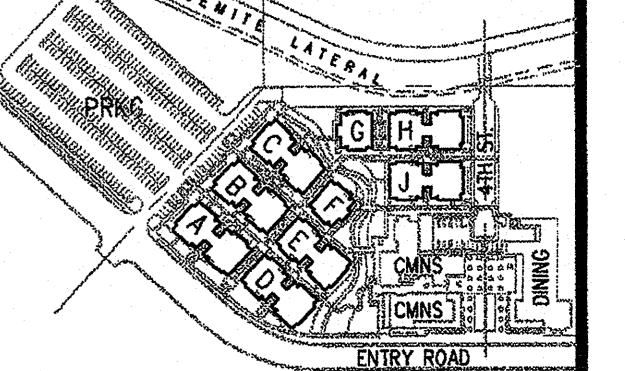 EMITE LATERAL
PRKG
G H
C
4TH ST
B
J
F
A
E
CMNS
DINING
D
CMNS
ENTRY ROAD